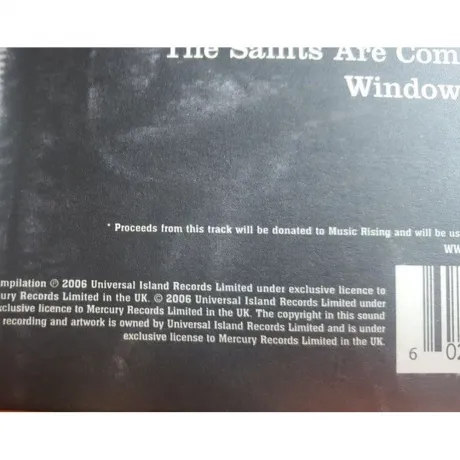 The Saints Are Com
Window
* Proceeds from this track will be donated to Music Rising and will be us
WW
mpilation ℗ 2006 Universal Island Records Limited under exclusive licence to
ury Records Limited in the UK. © 2006 Universal Island Records Limited under
xclusive licence to Mercury Records Limited in the UK. The copyright in this sound
recording and artwork is owned by Universal Island Records Limited and is under
exclusive license to Mercury Records Limited in the UK.
6 02